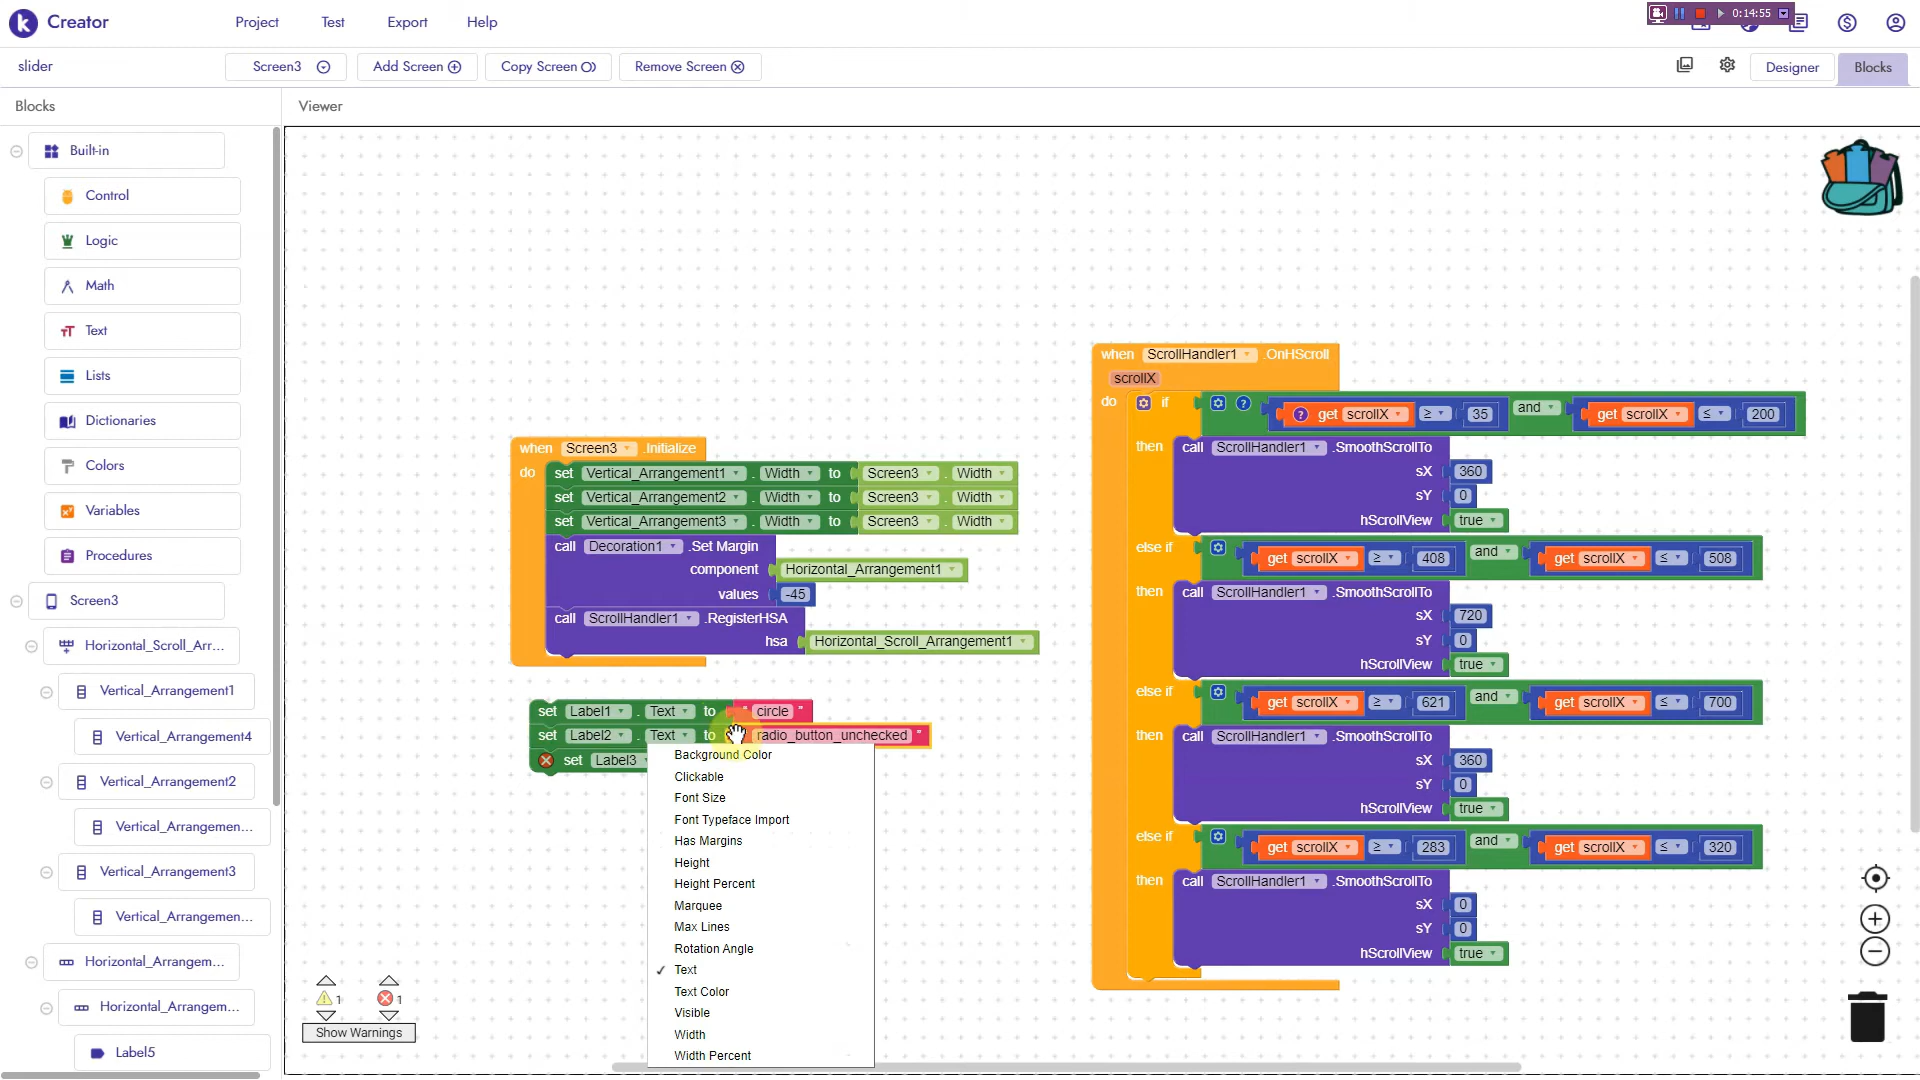 Creator
Project
Test
Export
Help
0:14:55
slider
Screen3
Add Screen
Copy Screen
Remove Screen
Designer
Blocks
Blocks
Viewer
Built-in
Control
Logic
Math
Text
Lists
Dictionaries
Colors
Variables
Procedures
Screen3
Horizontal_Scroll_Arr...
Vertical_Arrangement1
Vertical_Arrangement4
Vertical_Arrangement2
Vertical_Arrangemen...
Vertical_Arrangement3
Vertical_Arrangemen...
Horizontal_Arrangem...
Horizontal_Arrangem...
Label5
when Screen3 .Initialize
do set Vertical_Arrangement1 . Width to Screen3 . Width
set Vertical_Arrangement2 . Width to Screen3 . Width
set Vertical_Arrangement3 . Width to Screen3 . Width
call Decoration1 .Set Margin
component Horizontal_Arrangement1
values -45
call ScrollHandler1 .RegisterHSA
hsa Horizontal_Scroll_Arrangement1
set Label1 . Text to " circle "
set Label2 . Text to radio_button_unchecked "
set Label3
Background Color
Clickable
Font Size
Font Typeface Import
Has Margins
Height
Height Percent
Marquee
Max Lines
Rotation Angle
✓ Text
Text Color
Visible
Width
Width Percent
1 1
Show Warnings
when ScrollHandler1 .OnHScroll
scrollX
do if ? ? get scrollX ≥ 35 and get scrollX ≤ 200
then call ScrollHandler1 .SmoothScrollTo
sX 360
sY 0
hScrollView true
else if get scrollX ≥ 408 and get scrollX ≤ 508
then call ScrollHandler1 .SmoothScrollTo
sX 720
sY 0
hScrollView true
else if get scrollX ≥ 621 and get scrollX ≤ 700
then call ScrollHandler1 .SmoothScrollTo
sX 360
sY 0
hScrollView true
else if get scrollX ≥ 283 and get scrollX ≤ 320
then call ScrollHandler1 .SmoothScrollTo
sX 0
sY 0
hScrollView true